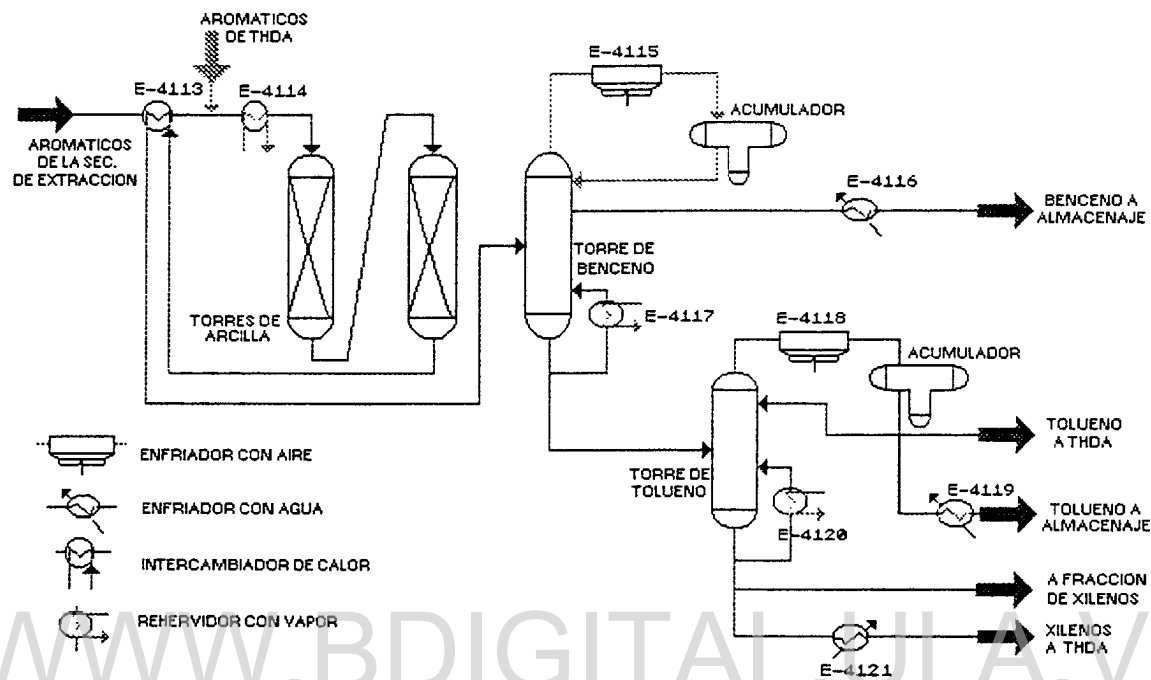 AROMATICOS
DE THDA
E-4113
E-4114
AROMATICOS
DE LA SEC.
DE EXTRACCION
TORRES DE
ARCILLA
E-4115
ACUMULADOR
E-4116
BENCENO A
ALMACENAJE
TORRE DE
BENCENO
E-4117
E-4118
ACUMULADOR
TOLUENO
A THDA
TORRE DE
TOLUENO
E-4119
TOLUENO A
ALMACENAJE
E-4120
A FRACCION
DE XILENOS
XILENOS
A THDA
E-4121
ENFRIADOR CON AIRE
ENFRIADOR CON AGUA
INTERCAMBIADOR DE CALOR
REHERVIDOR CON VAPOR
WWW.BDIGITAL.ULA.V